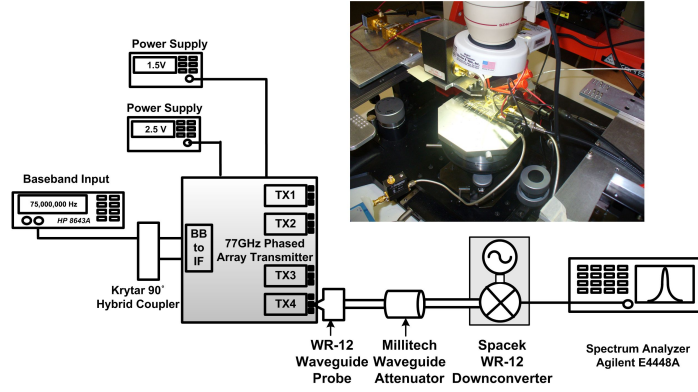 Power Supply
1.5V
Power Supply
2.5 V
Baseband Input
75,000,000 Hz
HP 8643A
Krytar 90°
Hybrid Coupler
BB
to
IF
TX1
TX2
77GHz Phased
Array Transmitter
TX3
TX4
WR-12
Waveguide
Probe
Millitech
Waveguide
Attenuator
Spacek
WR-12
Downconverter
Spectrum Analyzer
Agilent E4448A